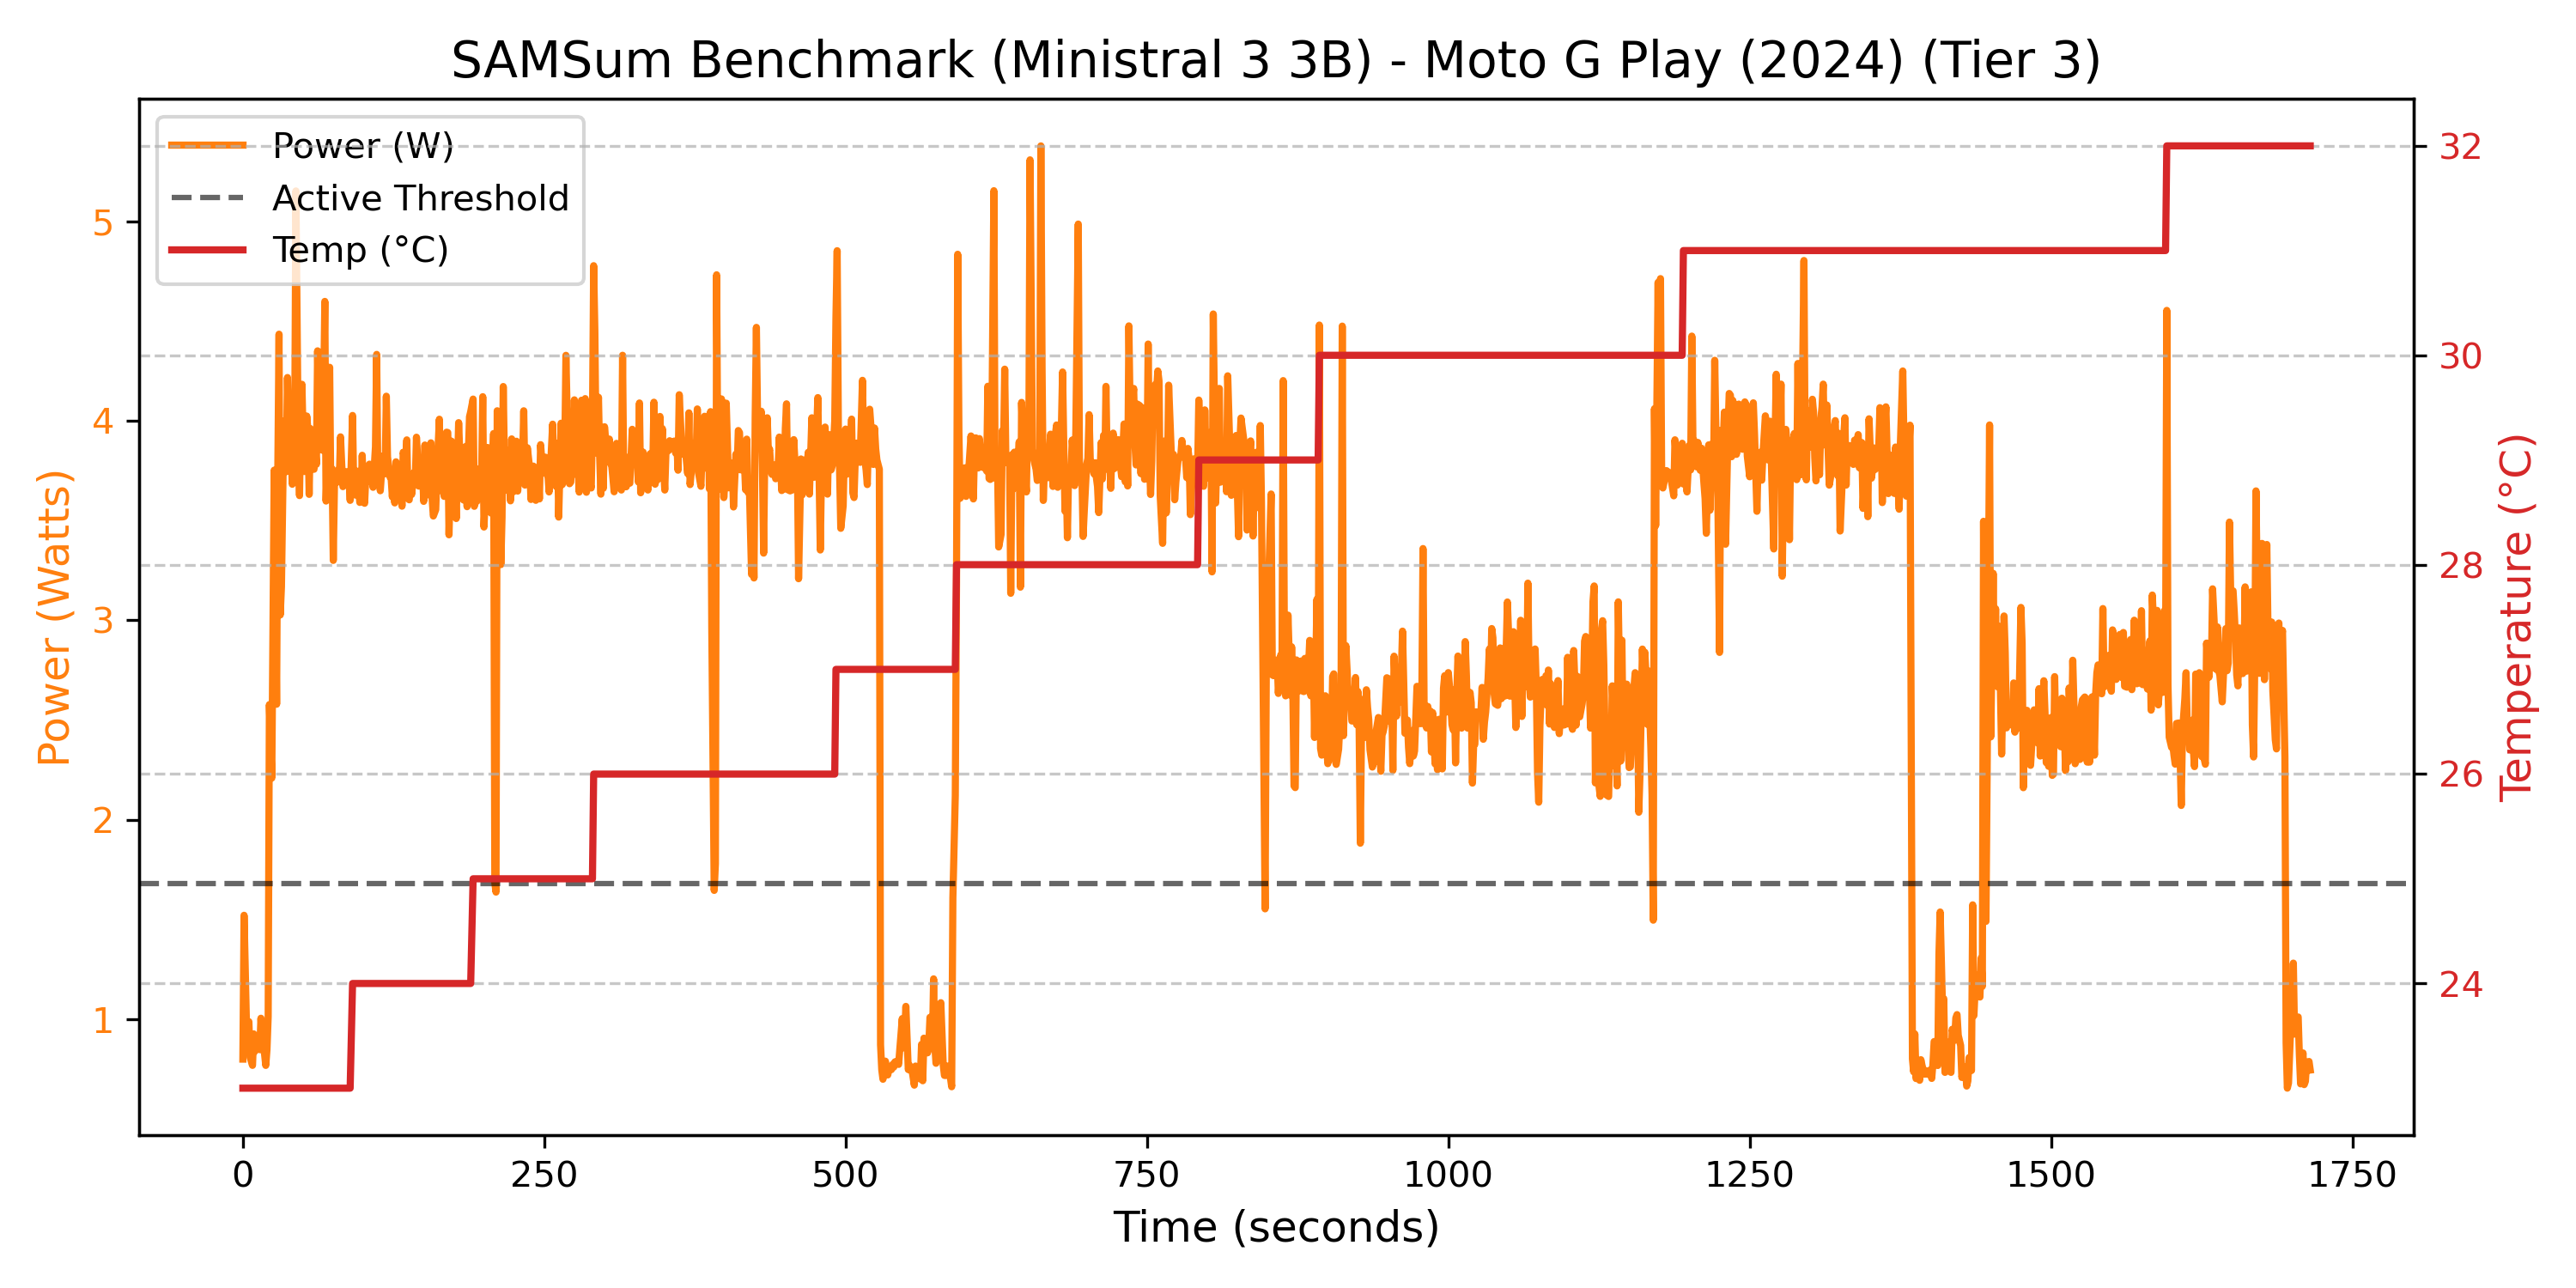 SAMSum Benchmark (Ministral 3 3B) - Moto G Play (2024) (Tier 3)
Power (W)
Active Threshold
Temp (°C)
Power (Watts)
5
4
3
2
1
32
30
28
26
24
Temperature (°C)
0 250 500 750 1000 1250 1500 1750
Time (seconds)